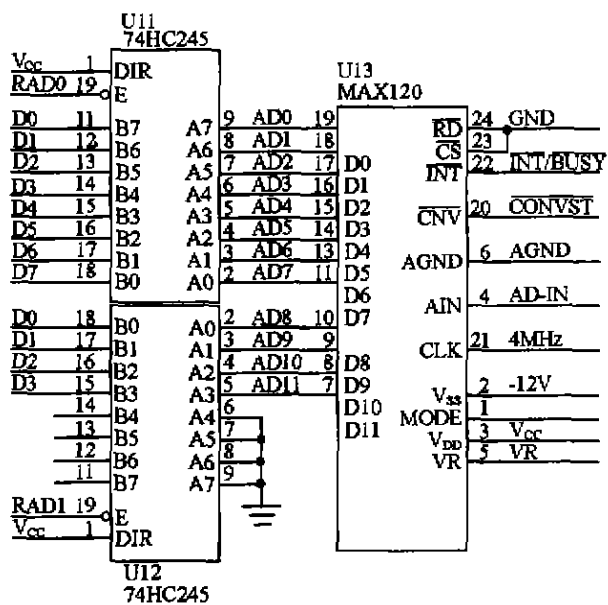 U11
74HC245
Vcc 1 DIR
RAD0 19 E
U13
MAX120
D0 11 B7 A7 9 AD0 19 RD 24 GND
D1 12 B6 A6 8 AD1 18 CS 23
D2 13 B5 A5 7 AD2 17 D0 INT 22 INT/BUSY
D3 14 B4 A4 6 AD3 16 D1
D4 15 B3 A3 5 AD4 15 D2 CNV 20 CONVST
D5 16 B2 A2 4 AD5 14 D3
D6 17 B1 A1 3 AD6 13 D4 AGND 6 AGND
D7 18 B0 A0 2 AD7 11 D5
D6 AIN 4 AD-IN
D0 18 B0 A0 2 AD8 10 D7
D1 17 B1 A1 3 AD9 9 CLK 21 4MHz
D2 16 B2 A2 4 AD10 8 D8
D3 15 B3 A3 5 AD11 7 D9 VSS 2 -12V
14 B4 A4 6 D10 MODE 1
13 B5 A5 7 D11 VDD 3 Vcc
12 B6 A6 8 VR 5 VR
11 B7 A7 9
RAD1 19 E
Vcc 1 DIR
U12
74HC245